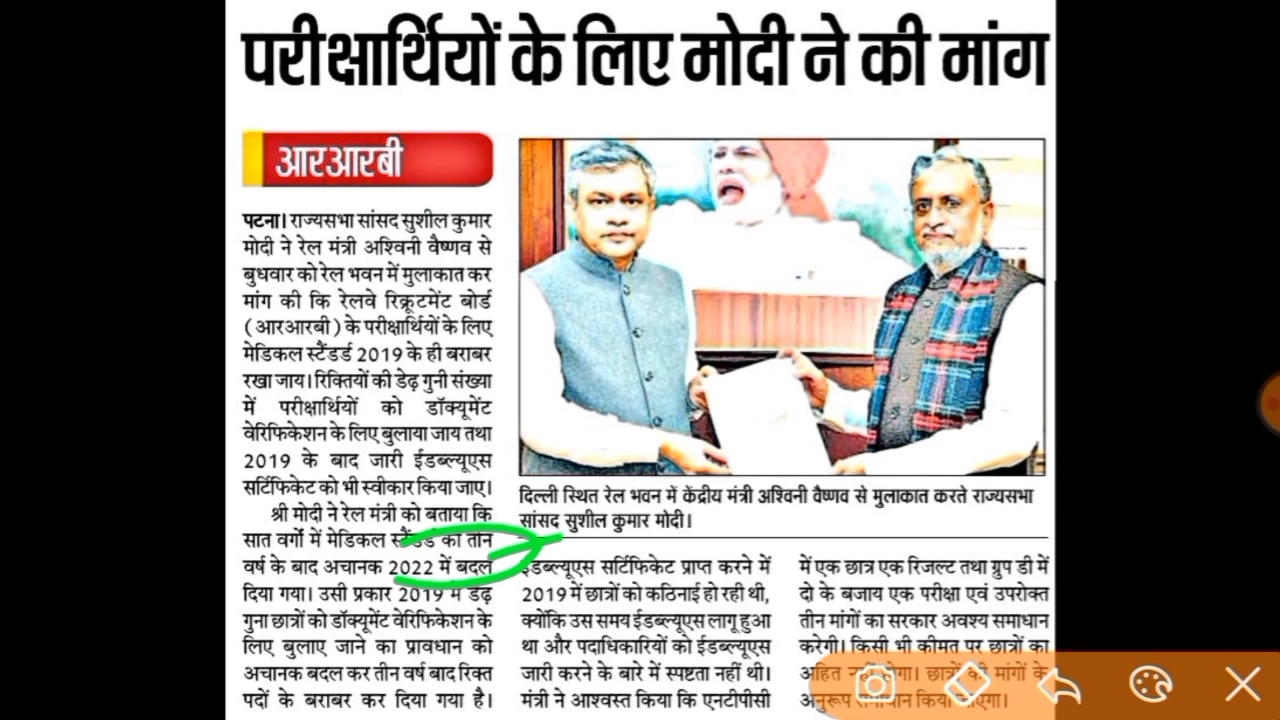 परीक्षार्थियों के लिए मोदी ने की मांग
आरआरबी
पटना। राज्यसभा सांसद सुशील कुमार
मोदी ने रेल मंत्री अश्विनी वैष्णव से
बुधवार को रेल भवन में मुलाकात कर
मांग की कि रेलवे रिक्रूटमेंट बोर्ड
(आरआरबी) के परीक्षार्थियों के लिए
मेडिकल स्टैंडर्ड 2019 के ही बराबर
रखा जाय। रिक्तियों की डेढ़ गुनी संख्या
में परीक्षार्थियों को डॉक्यूमेंट
वेरिफिकेशन के लिए बुलाया जाय तथा
2019 के बाद जारी ईडब्ल्यूएस
सर्टिफिकेट को भी स्वीकार किया जाए।
श्री मोदी ने रेल मंत्री को बताया कि
सात वर्गों में मेडिकल स्टैंडर्ड को तीन
वर्ष के बाद अचानक 2022 में बदल
दिया गया। उसी प्रकार 2019 में डेढ़
गुना छात्रों को डॉक्यूमेंट वेरिफिकेशन के
लिए बुलाए जाने का प्रावधान को
अचानक बदल कर तीन वर्ष बाद रिक्त
पदों के बराबर कर दिया गया है।
दिल्ली स्थित रेल भवन में केंद्रीय मंत्री अश्विनी वैष्णव से मुलाकात करते राज्यसभा
सांसद सुशील कुमार मोदी।
ईडब्ल्यूएस सर्टिफिकेट प्राप्त करने में
2019 में छात्रों को कठिनाई हो रही थी,
क्योंकि उस समय ईडब्ल्यूएस लागू हुआ
था और पदाधिकारियों को ईडब्ल्यूएस
जारी करने के बारे में स्पष्टता नहीं थी।
मंत्री ने आश्वस्त किया कि एनटीपीसी
में एक छात्र एक रिजल्ट तथा ग्रुप डी में
दो के बजाय एक परीक्षा एवं उपरोक्त
तीन मांगों का सरकार अवश्य समाधान
करेगी। किसी भी कीमत पर छात्रों का
अहित नहीं होगा। छात्रों की मांगों के
अनुरूप समाधान किया जाएगा।